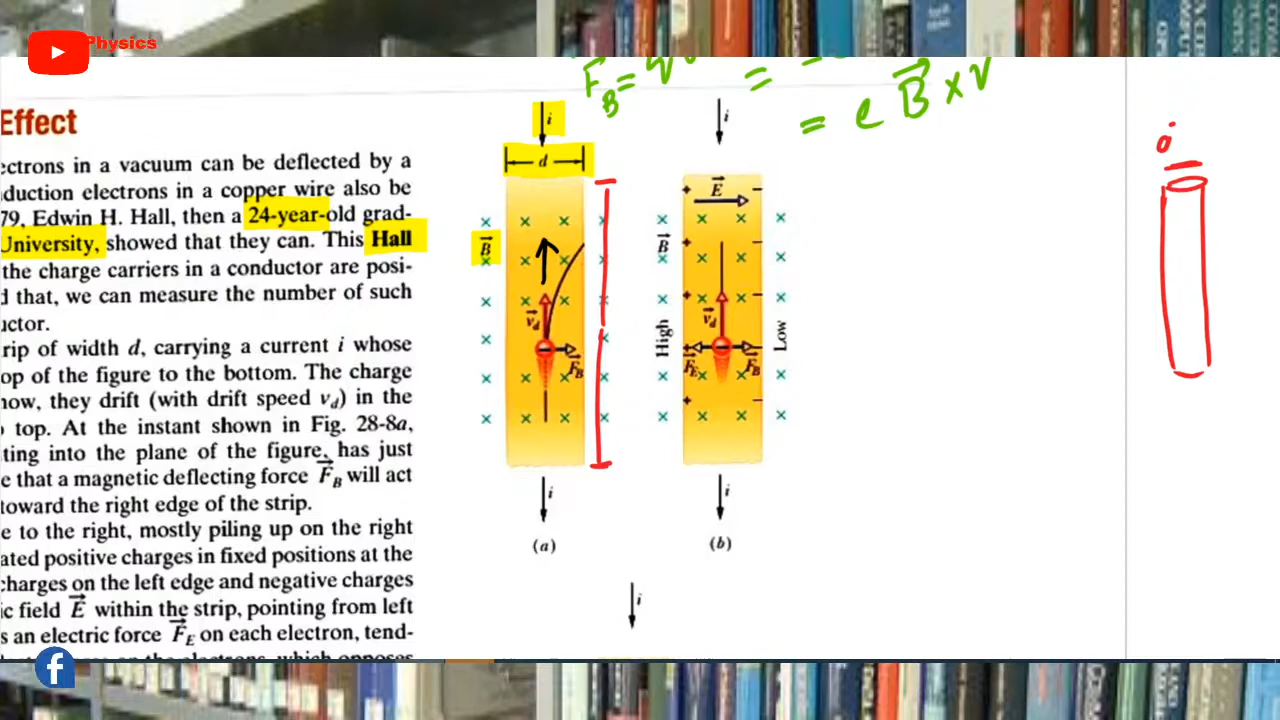 Physics
Effect
ectrons in a vacuum can be deflected by a
duction electrons in a copper wire also be
79, Edwin H. Hall, then a 24-year-old grad-
University, showed that they can. This Hall
the charge carriers in a conductor are posi-
d that, we can measure the number of such
uctor.
rip of width d, carrying a current i whose
op of the figure to the bottom. The charge
now, they drift (with drift speed vd) in the
top. At the instant shown in Fig. 28-8a,
ting into the plane of the figure, has just
e that a magnetic deflecting force F⃗B will act
toward the right edge of the strip.
e to the right, mostly piling up on the right
ated positive charges in fixed positions at the
charges on the left edge and negative charges
ic field E⃗ within the strip, pointing from left
s an electric force F⃗E on each electron, tend-
F⃗B = q
=
= e B⃗ × v
i
d
B⃗
v⃗d
F⃗B
i
(a)
i
E⃗
B⃗
High
Low
v⃗d
F⃗E
F⃗B
i
(b)
i
i